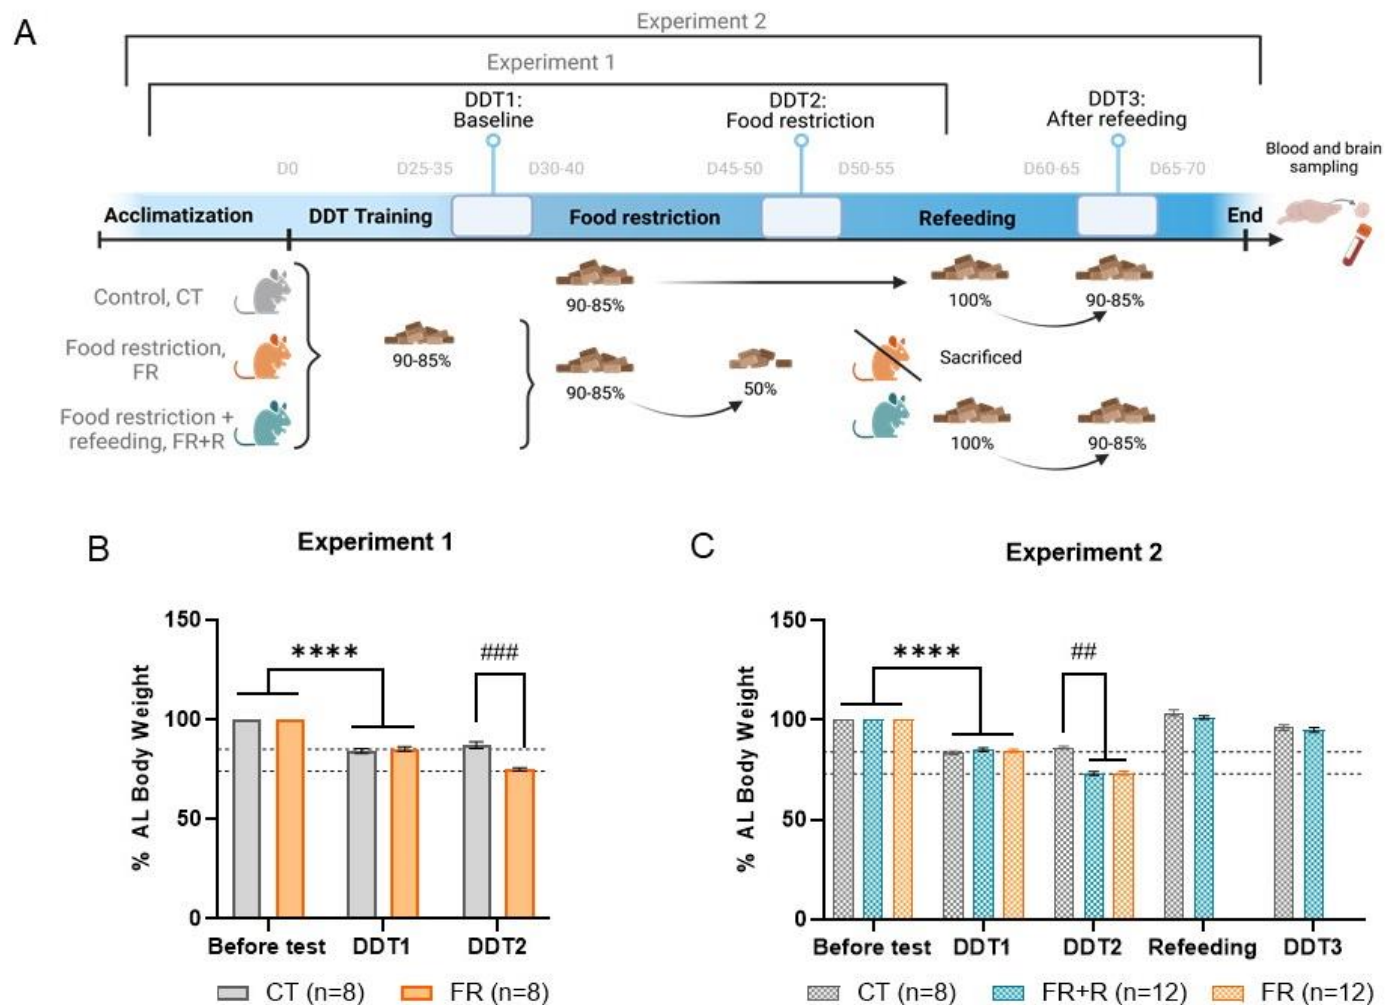 A
Experiment 2
Experiment 1
DDT1:
Baseline
DDT2:
Food restriction
DDT3:
After refeeding
Blood and brain
sampling
D0
D25-35
D30-40
D45-50
D50-55
D60-65
D65-70
Acclimatization
DDT Training
Food restriction
Refeeding
End
Control, CT
90-85%
100%
90-85%
Food restriction,
FR
90-85%
90-85%
50%
Sacrificed
Food restriction +
refeeding, FR+R
100%
90-85%
B
Experiment 1
% AL Body Weight
150
100
50
0
****
###
Before test
DDT1
DDT2
CT (n=8)
FR (n=8)
C
Experiment 2
% AL Body Weight
150
100
50
0
****
##
Before test
DDT1
DDT2
Refeeding
DDT3
CT (n=8)
FR+R (n=12)
FR (n=12)